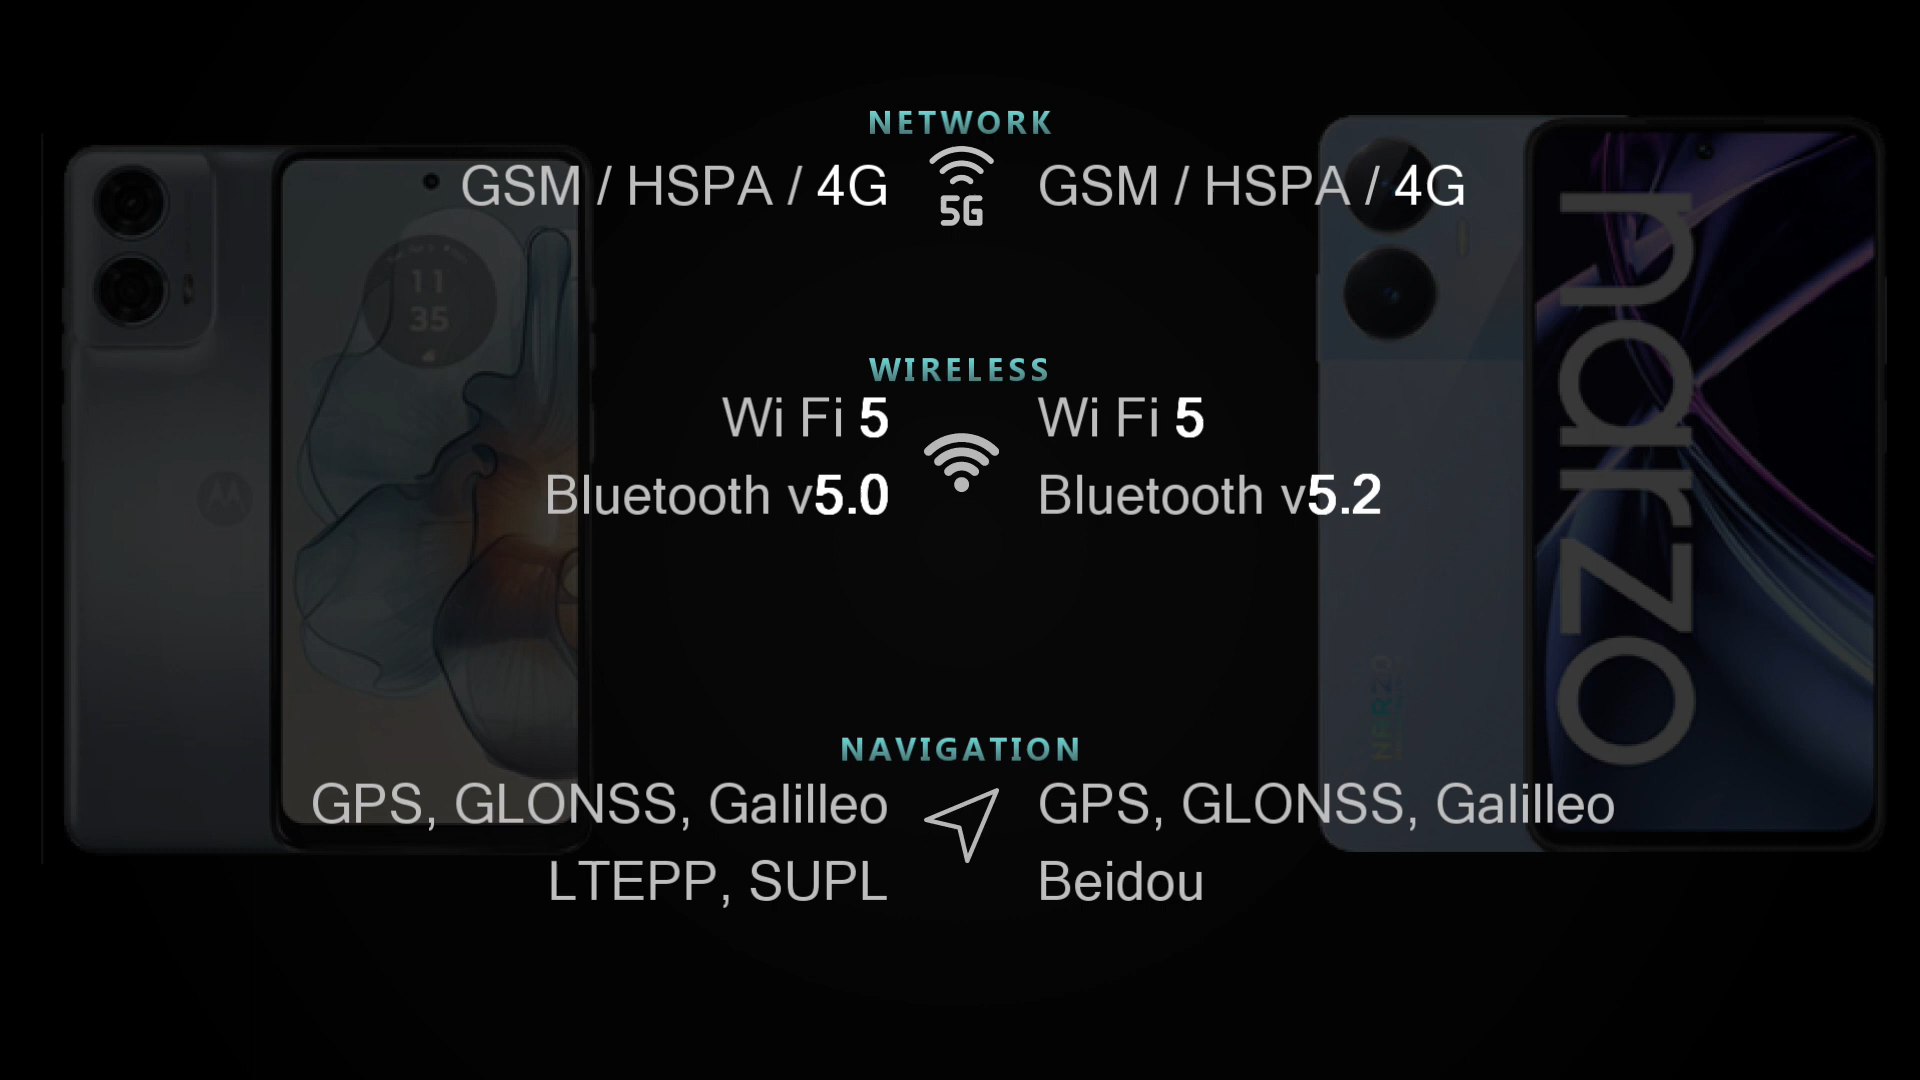 NETWORK
GSM / HSPA / 4G
5G
GSM / HSPA / 4G
11
35
WIRELESS
Wi Fi 5
Wi Fi 5
Bluetooth v5.0
Bluetooth v5.2
narzo
NARZO
NAVIGATION
GPS, GLONSS, Galilleo
GPS, GLONSS, Galilleo
LTEPP, SUPL
Beidou